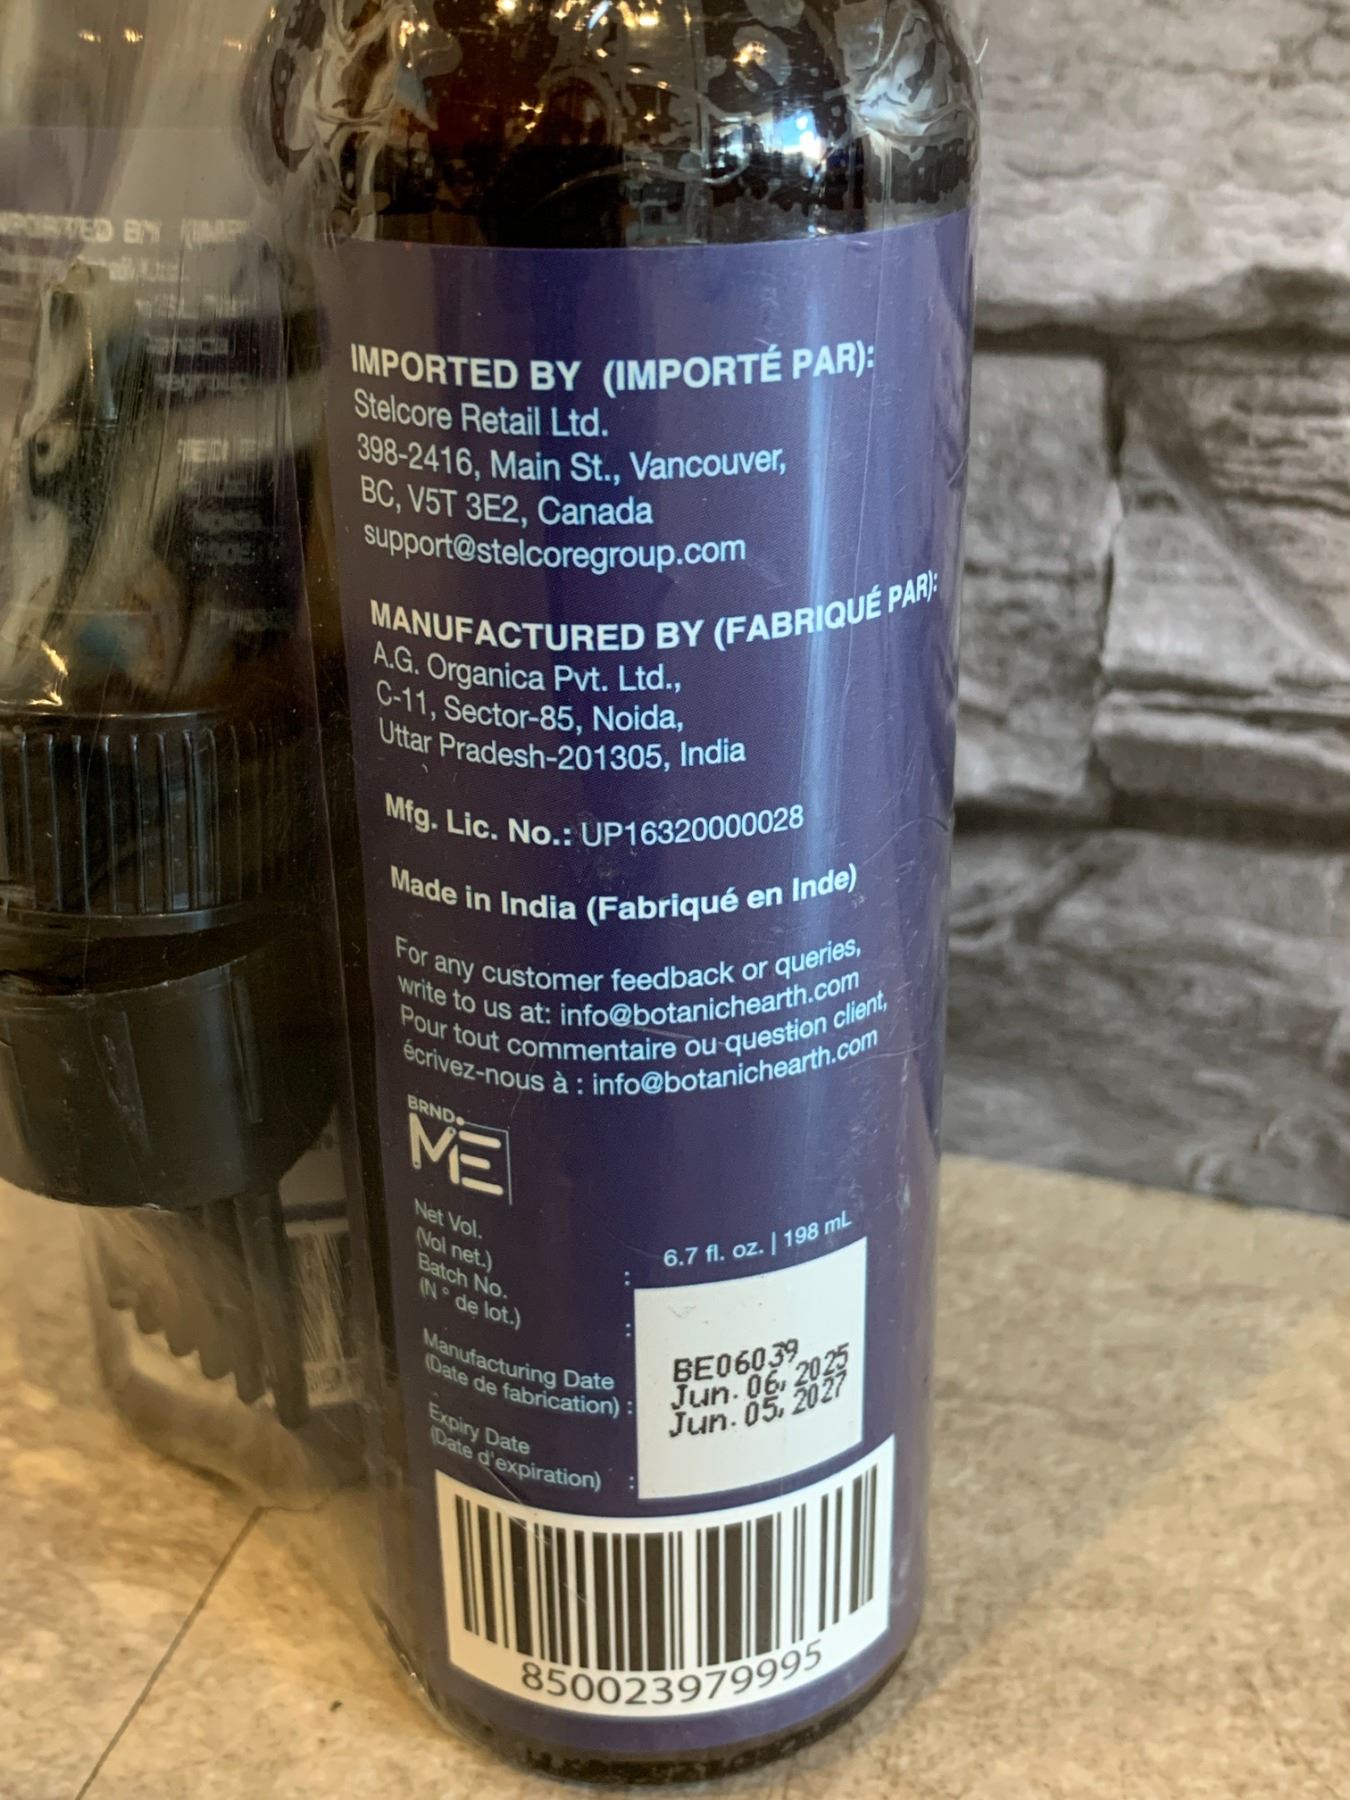 IMPORTED BY (IMPORTÉ PAR):
Stelcore Retail Ltd.
398-2416, Main St., Vancouver,
BC, V5T 3E2, Canada
support@stelcoregroup.com
MANUFACTURED BY (FABRIQUÉ PAR):
A.G. Organica Pvt. Ltd.,
C-11, Sector-85, Noida,
Uttar Pradesh-201305, India
Mfg. Lic. No.: UP16320000028
Made in India (Fabriqué en Inde)
For any customer feedback or queries,
write to us at: info@botanichearth.com
Pour tout commentaire ou question client,
écrivez-nous à : info@botanichearth.com
BRND.
ME
Net Vol.
(Vol net.) : 6.7 fl. oz. | 198 mL
Batch No.
(N° de lot.) : BE06039
Manufacturing Date
(Date de fabrication) : Jun. 06, 2025
Expiry Date
(Date d'expiration) : Jun. 05, 2027
850023979995